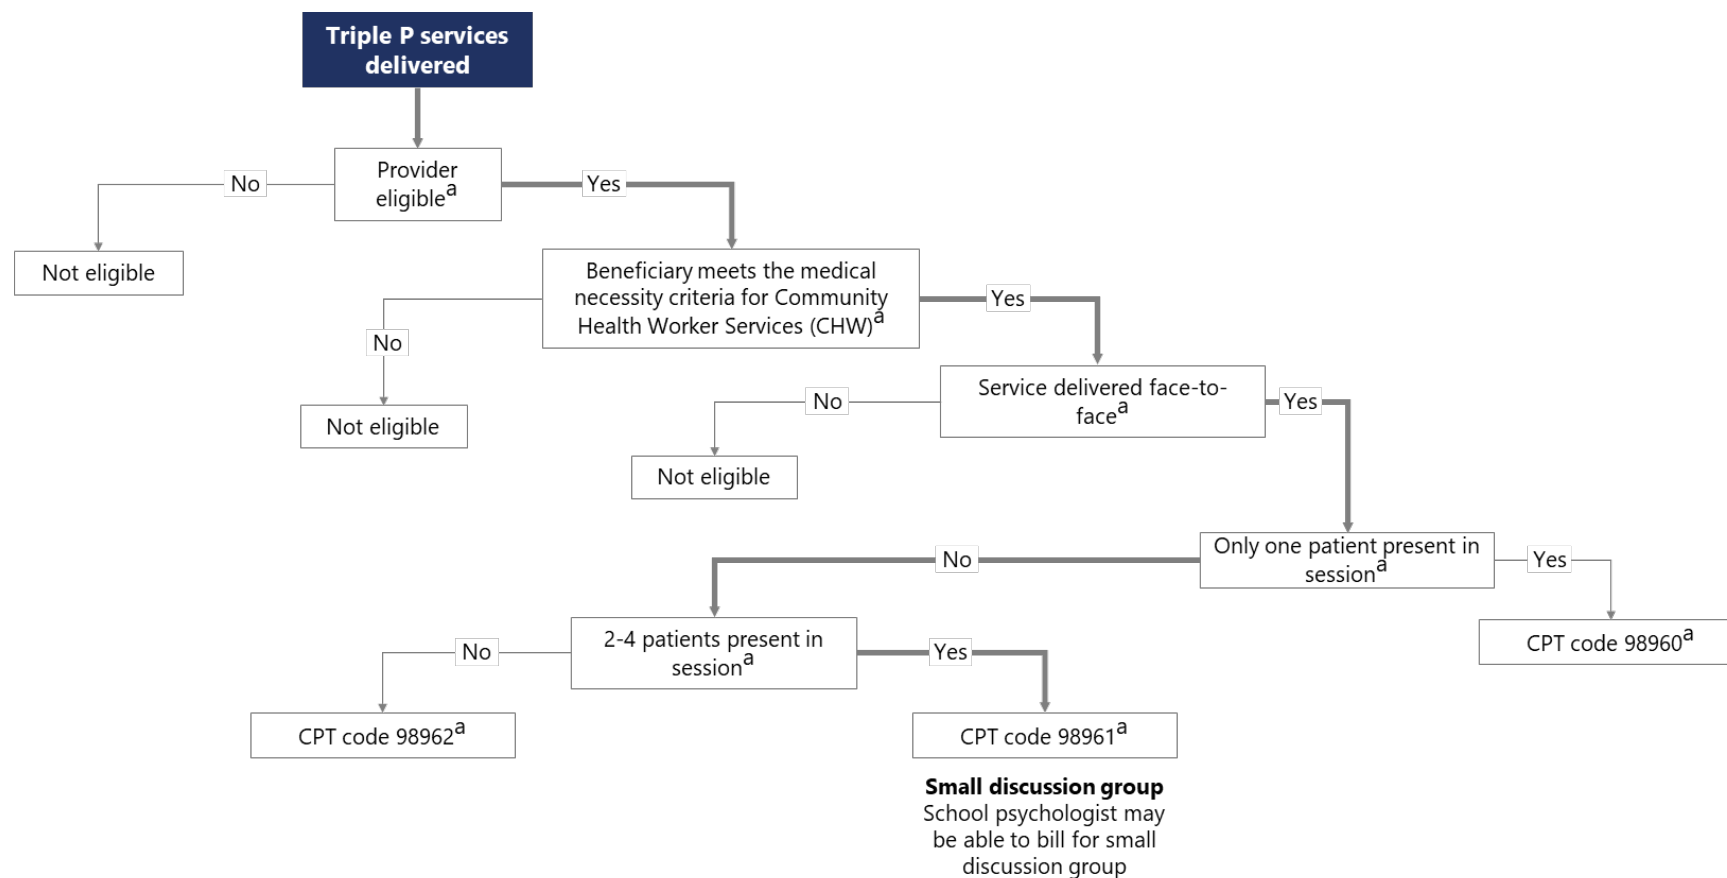 Triple P services
delivered
No
Provider
eligibleᵃ
Yes
Not eligible
Beneficiary meets the medical
necessity criteria for Community
Health Worker Services (CHW)ᵃ
Yes
No
Not eligible
Service delivered face-to-
faceᵃ
No
Yes
Not eligible
Only one patient present in
sessionᵃ
No
Yes
CPT code 98960ᵃ
2-4 patients present in
sessionᵃ
No
Yes
CPT code 98962ᵃ
CPT code 98961ᵃ
Small discussion group
School psychologist may
be able to bill for small
discussion group